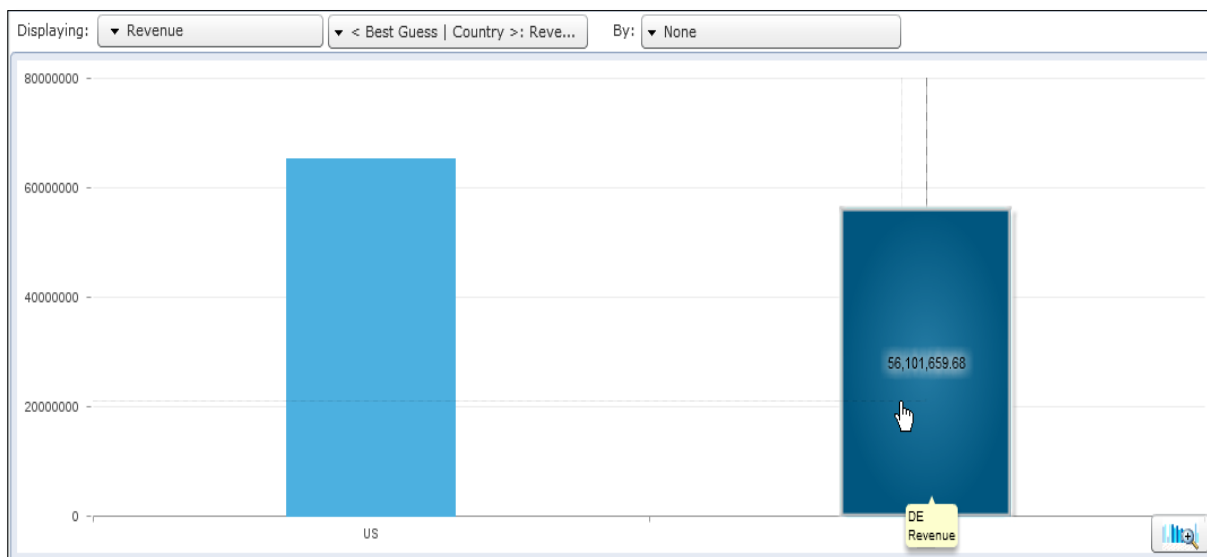 Displaying: Revenue < Best Guess | Country >: Reve... By: None
80000000
60000000
40000000
56,101,659.68
20000000
0
US
DE
Revenue